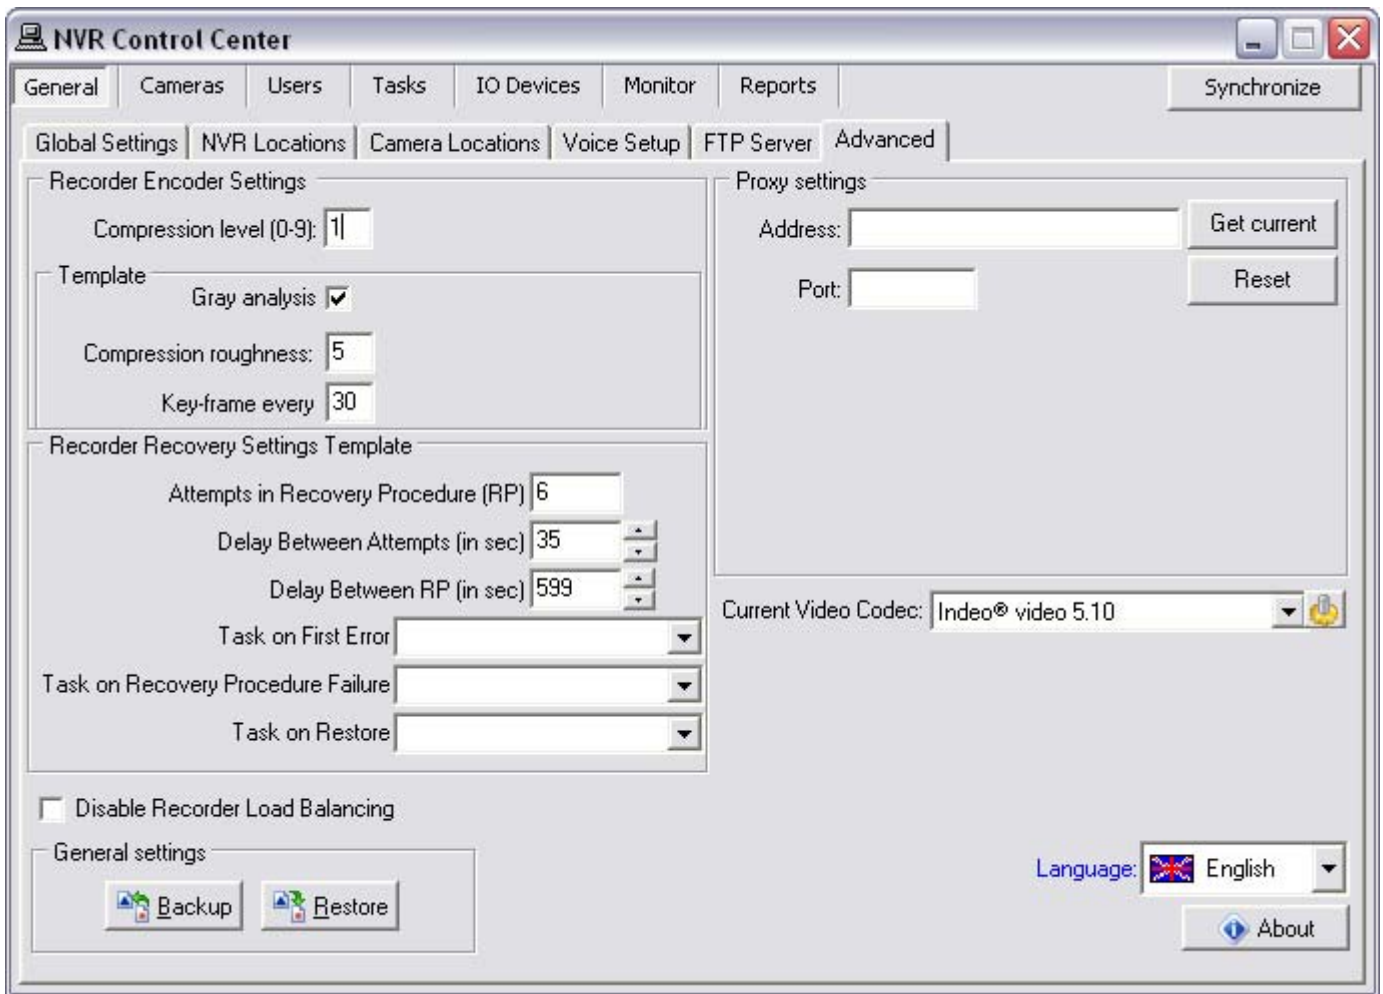 NVR Control Center
General Cameras Users Tasks IO Devices Monitor Reports Synchronize
Global Settings NVR Locations Camera Locations Voice Setup FTP Server Advanced
Recorder Encoder Settings
Compression level (0-9): 1
Template
Gray analysis
Compression roughness: 5
Key-frame every 30
Recorder Recovery Settings Template
Attempts in Recovery Procedure (RP) 6
Delay Between Attempts (in sec) 35
Delay Between RP (in sec) 599
Task on First Error
Task on Recovery Procedure Failure
Task on Restore
Disable Recorder Load Balancing
General settings
Backup Restore
Proxy settings
Address: Get current
Port: Reset
Current Video Codec: Indeo® video 5.10
Language: English
About